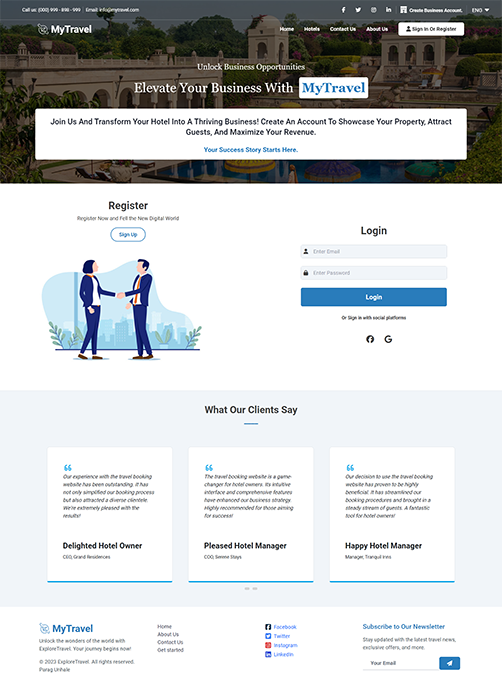 Call us: (000) 999 - 898 - 999 Email: info@mytravel.com Create Business Account. ENG
MyTravel Home Hotels Contact Us About Us Sign In Or Register
Unlock Business Opportunities
Elevate Your Business With MyTravel
Join Us And Transform Your Hotel Into A Thriving Business! Create An Account To Showcase Your Property, Attract
Guests, And Maximize Your Revenue.
Your Success Story Starts Here.
Register
Register Now and Fell the New Digital World
Sign Up
Login
Enter Email
Enter Password
Login
Or Sign in with social platforms
What Our Clients Say
Our experience with the travel booking
website has been outstanding. It has
not only simplified our booking process
but also attracted a diverse clientele.
We're extremely pleased with the
results!
Delighted Hotel Owner
CEO, Grand Residences
The travel booking website is a game-
changer for hotel owners. Its intuitive
interface and comprehensive features
have enhanced our business strategy.
Highly recommended for those aiming
for success!
Pleased Hotel Manager
COO, Serene Stays
Our decision to use the travel booking
website has proven to be highly
beneficial. It has streamlined our
booking procedures and brought in a
steady stream of guests. A fantastic
tool for hotel owners!
Happy Hotel Manager
Manager, Tranquil Inns
MyTravel
Unlock the wonders of the world with
ExploreTravel. Your journey begins now!
© 2023 ExploreTravel. All rights reserved.
Parag Unhale
Home
About Us
Contact Us
Get started
Facebook
Twitter
Instagram
LinkedIn
Subscribe to Our Newsletter
Stay updated with the latest travel news,
exclusive offers, and more.
Your Email